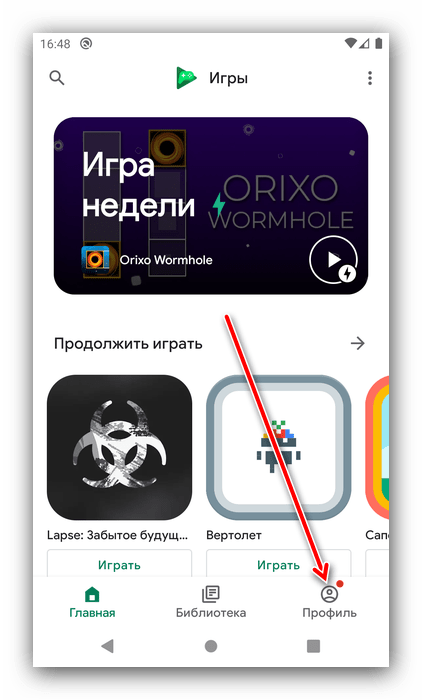 16:48
Игры
Игра
недели
ORIXO
WORMHOLE
Orixo Wormhole
Продолжить играть
Lapse: Забытое будущ...
Вертолет
Сап
Играть
Играть
Главная
Библиотека
Профиль